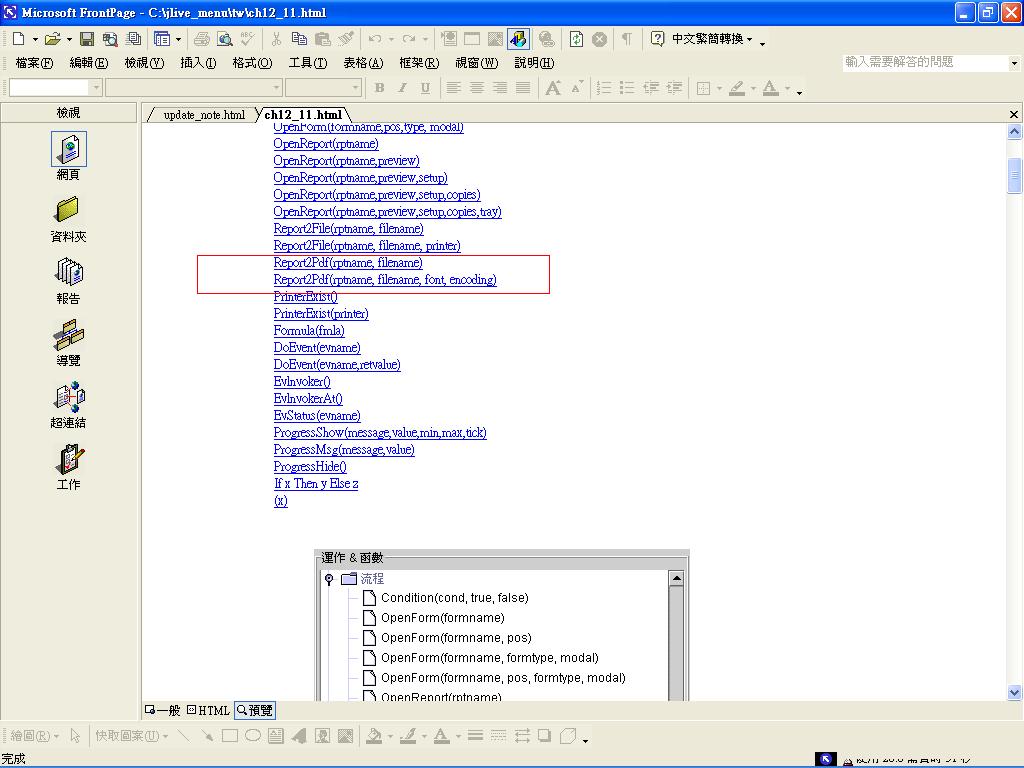 Microsoft FrontPage - C:\jlive_menu\tw\ch12_11.html
中文繁簡轉換
檔案(F) 編輯(E) 檢視(V) 插入(I) 格式(O) 工具(T) 表格(A) 框架(R) 視窗(W) 說明(H)
輸入需要解答的問題
B I U
檢視
update_note.html
ch12_11.html
網頁
資料夾
報告
導覽
超連結
工作
OpenForm(formname,pos,type, modal)
OpenReport(rptname)
OpenReport(rptname,preview)
OpenReport(rptname,preview,setup)
OpenReport(rptname,preview,setup,copies)
OpenReport(rptname,preview,setup,copies,tray)
Report2File(rptname, filename)
Report2File(rptname, filename, printer)
Report2Pdf(rptname, filename)
Report2Pdf(rptname, filename, font, encoding)
PrinterExist()
PrinterExist(printer)
Formula(fmla)
DoEvent(evname)
DoEvent(evname,retvalue)
EvInvoker()
EvInvokerAt()
EvStatus(evname)
ProgressShow(message,value,min,max,tick)
ProgressMsg(message,value)
ProgressHide()
If x Then y Else z
(x)
運作 & 函數
流程
Condition(cond, true, false)
OpenForm(formname)
OpenForm(formname, pos)
OpenForm(formname, formtype, modal)
OpenForm(formname, pos, formtype, modal)
OpenReport(rptname)
一般 HTML 預覽
繪圖(R) 快取圖案(U)
完成